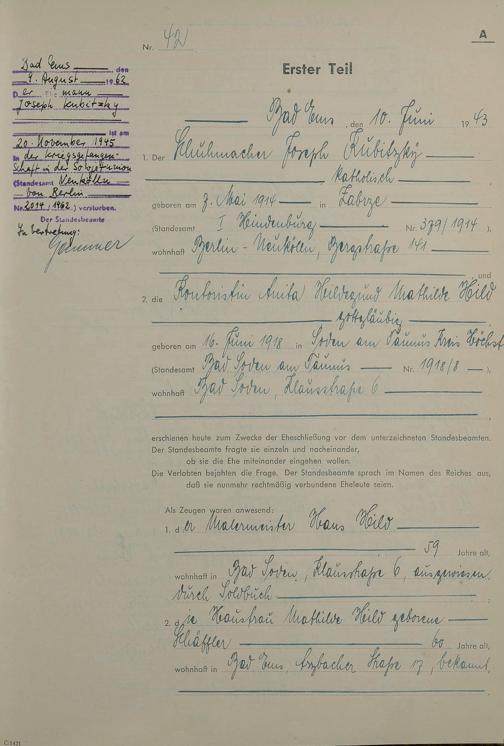 A
Nr. 42
Erster Teil
Bad Ems, den 10. Juni 1943
1. Der Schuhmacher Joseph Kubitzky
katholisch
geboren am 3. Mai 1914 in Zabrze
(Standesamt I Hindenburg Nr. 379/1914).
wohnhaft Berlin-Neukölln, Bergstraße 141
und
2. die Kontoristin Anita Hildegund Mathilde Hild
gottgläubig
geboren am 16. Juni 1918 in Soden am Taunus Kreis Höchst
(Standesamt Bad Soden am Taunus Nr. 1918/8).
wohnhaft Bad Soden, Klausstraße 6
erschienen heute zum Zwecke der Eheschließung vor dem unterzeichneten Standesbeamten.
Der Standesbeamte fragte sie einzeln und nacheinander,
ob sie die Ehe miteinander eingehen wollen.
Die Verlobten bejahten die Frage. Der Standesbeamte sprach im Namen des Reiches aus,
daß sie nunmehr rechtmäßig verbundene Eheleute seien.
Als Zeugen waren anwesend:
1. der Malermeister Hans Hild
59 Jahre alt,
wohnhaft in Bad Soden, Klausstraße 6, ausgewiesen
durch Soldbuch
2. die Hausfrau Mathilde Hild geborene
Schäffler 60 Jahre alt,
wohnhaft in Bad Ems, Arzbacher Straße 17, bekannt.
Bad Ems, den
9. August 1962
Der Ehemann
Joseph Kubitzky
ist am
20. November 1945
in der Kriegsgefangen-
schaft in der Sowjetunion
(Standesamt Neukölln
von Berlin
Nr. 2014/1962) verstorben.
Der Standesbeamte
In Vertretung: